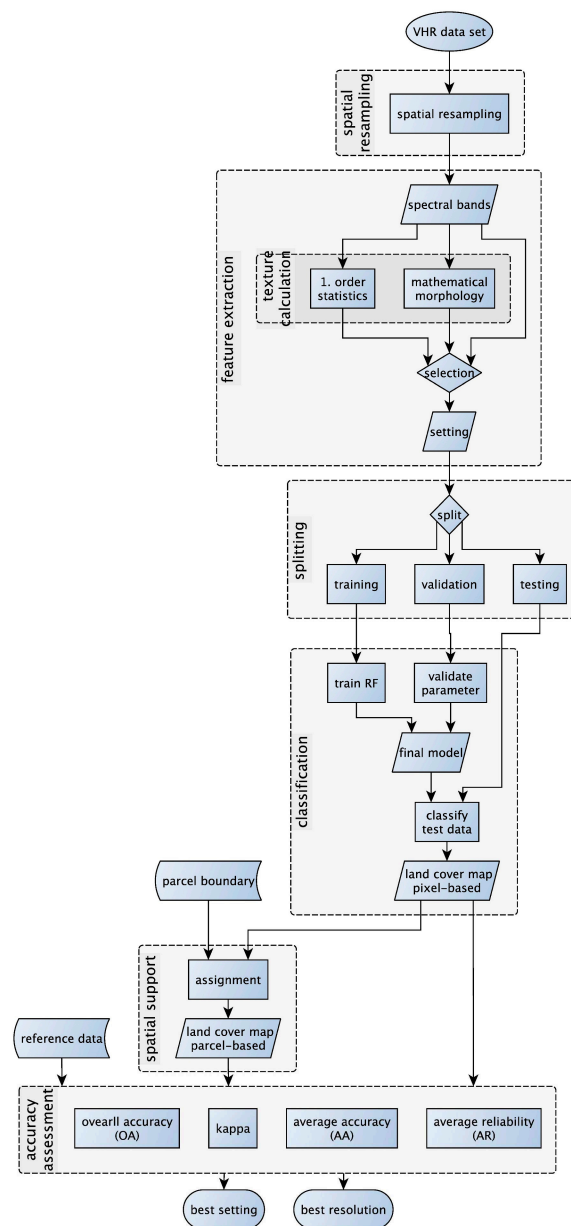 VHR data set
spatial
resampling
spatial resampling
feature extraction
spectral bands
texture
calculation
1. order
statistics
mathematical
morphology
selection
setting
splitting
split
training
validation
testing
classification
train RF
validate
parameter
final model
classify
test data
land cover map
pixel-based
parcel boundary
spatial support
assignment
land cover map
parcel-based
reference data
accuracy
assessment
ovearll accuracy
(OA)
kappa
average accuracy
(AA)
average reliability
(AR)
best setting
best resolution